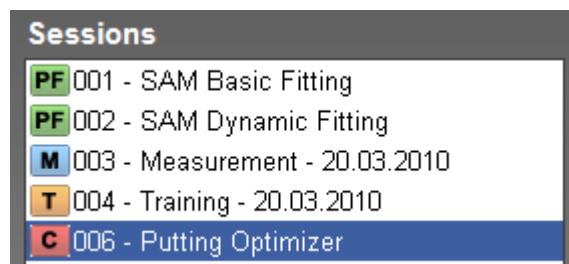 Sessions
PF 001 - SAM Basic Fitting
PF 002 - SAM Dynamic Fitting
M 003 - Measurement - 20.03.2010
T 004 - Training - 20.03.2010
C 006 - Putting Optimizer